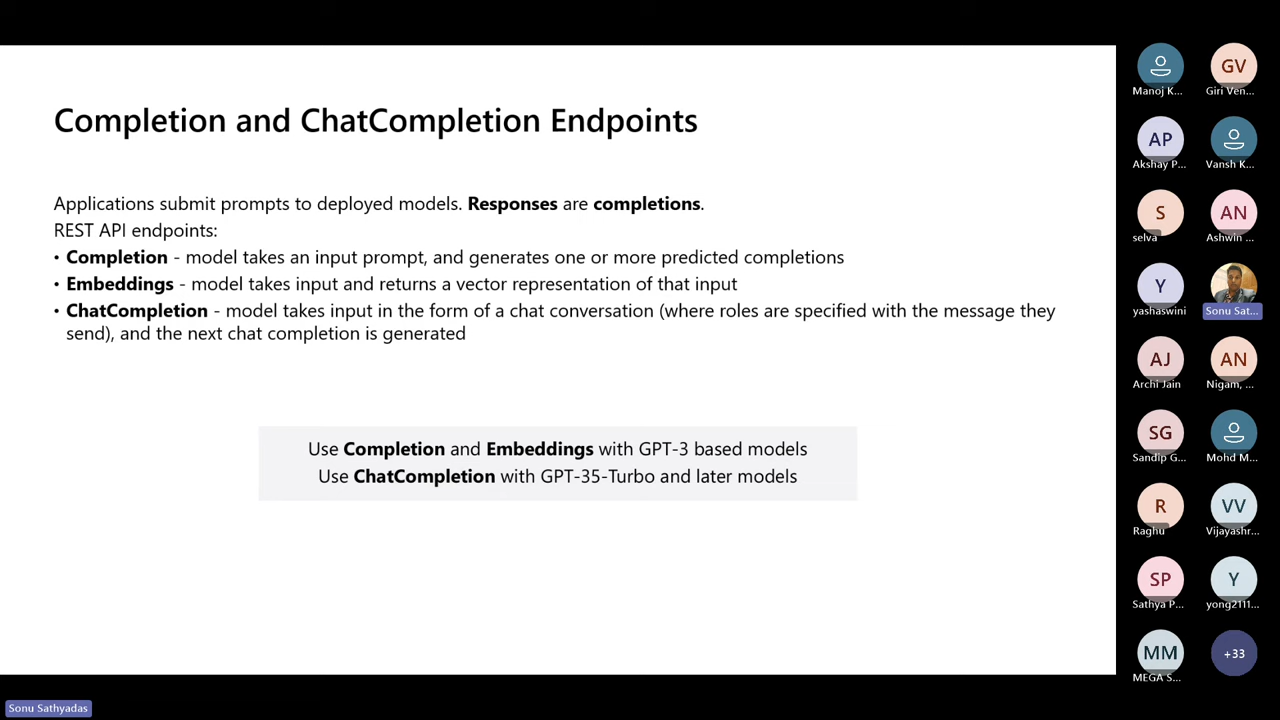 Completion and ChatCompletion Endpoints
Applications submit prompts to deployed models. Responses are completions.
REST API endpoints:
• Completion - model takes an input prompt, and generates one or more predicted completions
• Embeddings - model takes input and returns a vector representation of that input
• ChatCompletion - model takes input in the form of a chat conversation (where roles are specified with the message they
send), and the next chat completion is generated
Use Completion and Embeddings with GPT-3 based models
Use ChatCompletion with GPT-35-Turbo and later models
Manoj K...
GV
Giri Ven...
AP
Akshay P...
Vansh K...
S
selva
AN
Ashwin ...
Y
yashaswini
Sonu Sat...
AJ
Archi Jain
AN
Nigam, ...
SG
Sandip G...
Mohd M...
R
Raghu
VV
Vijayashr...
SP
Sathya P...
Y
yong2111...
MM
MEGA S...
+33
Sonu Sathyadas